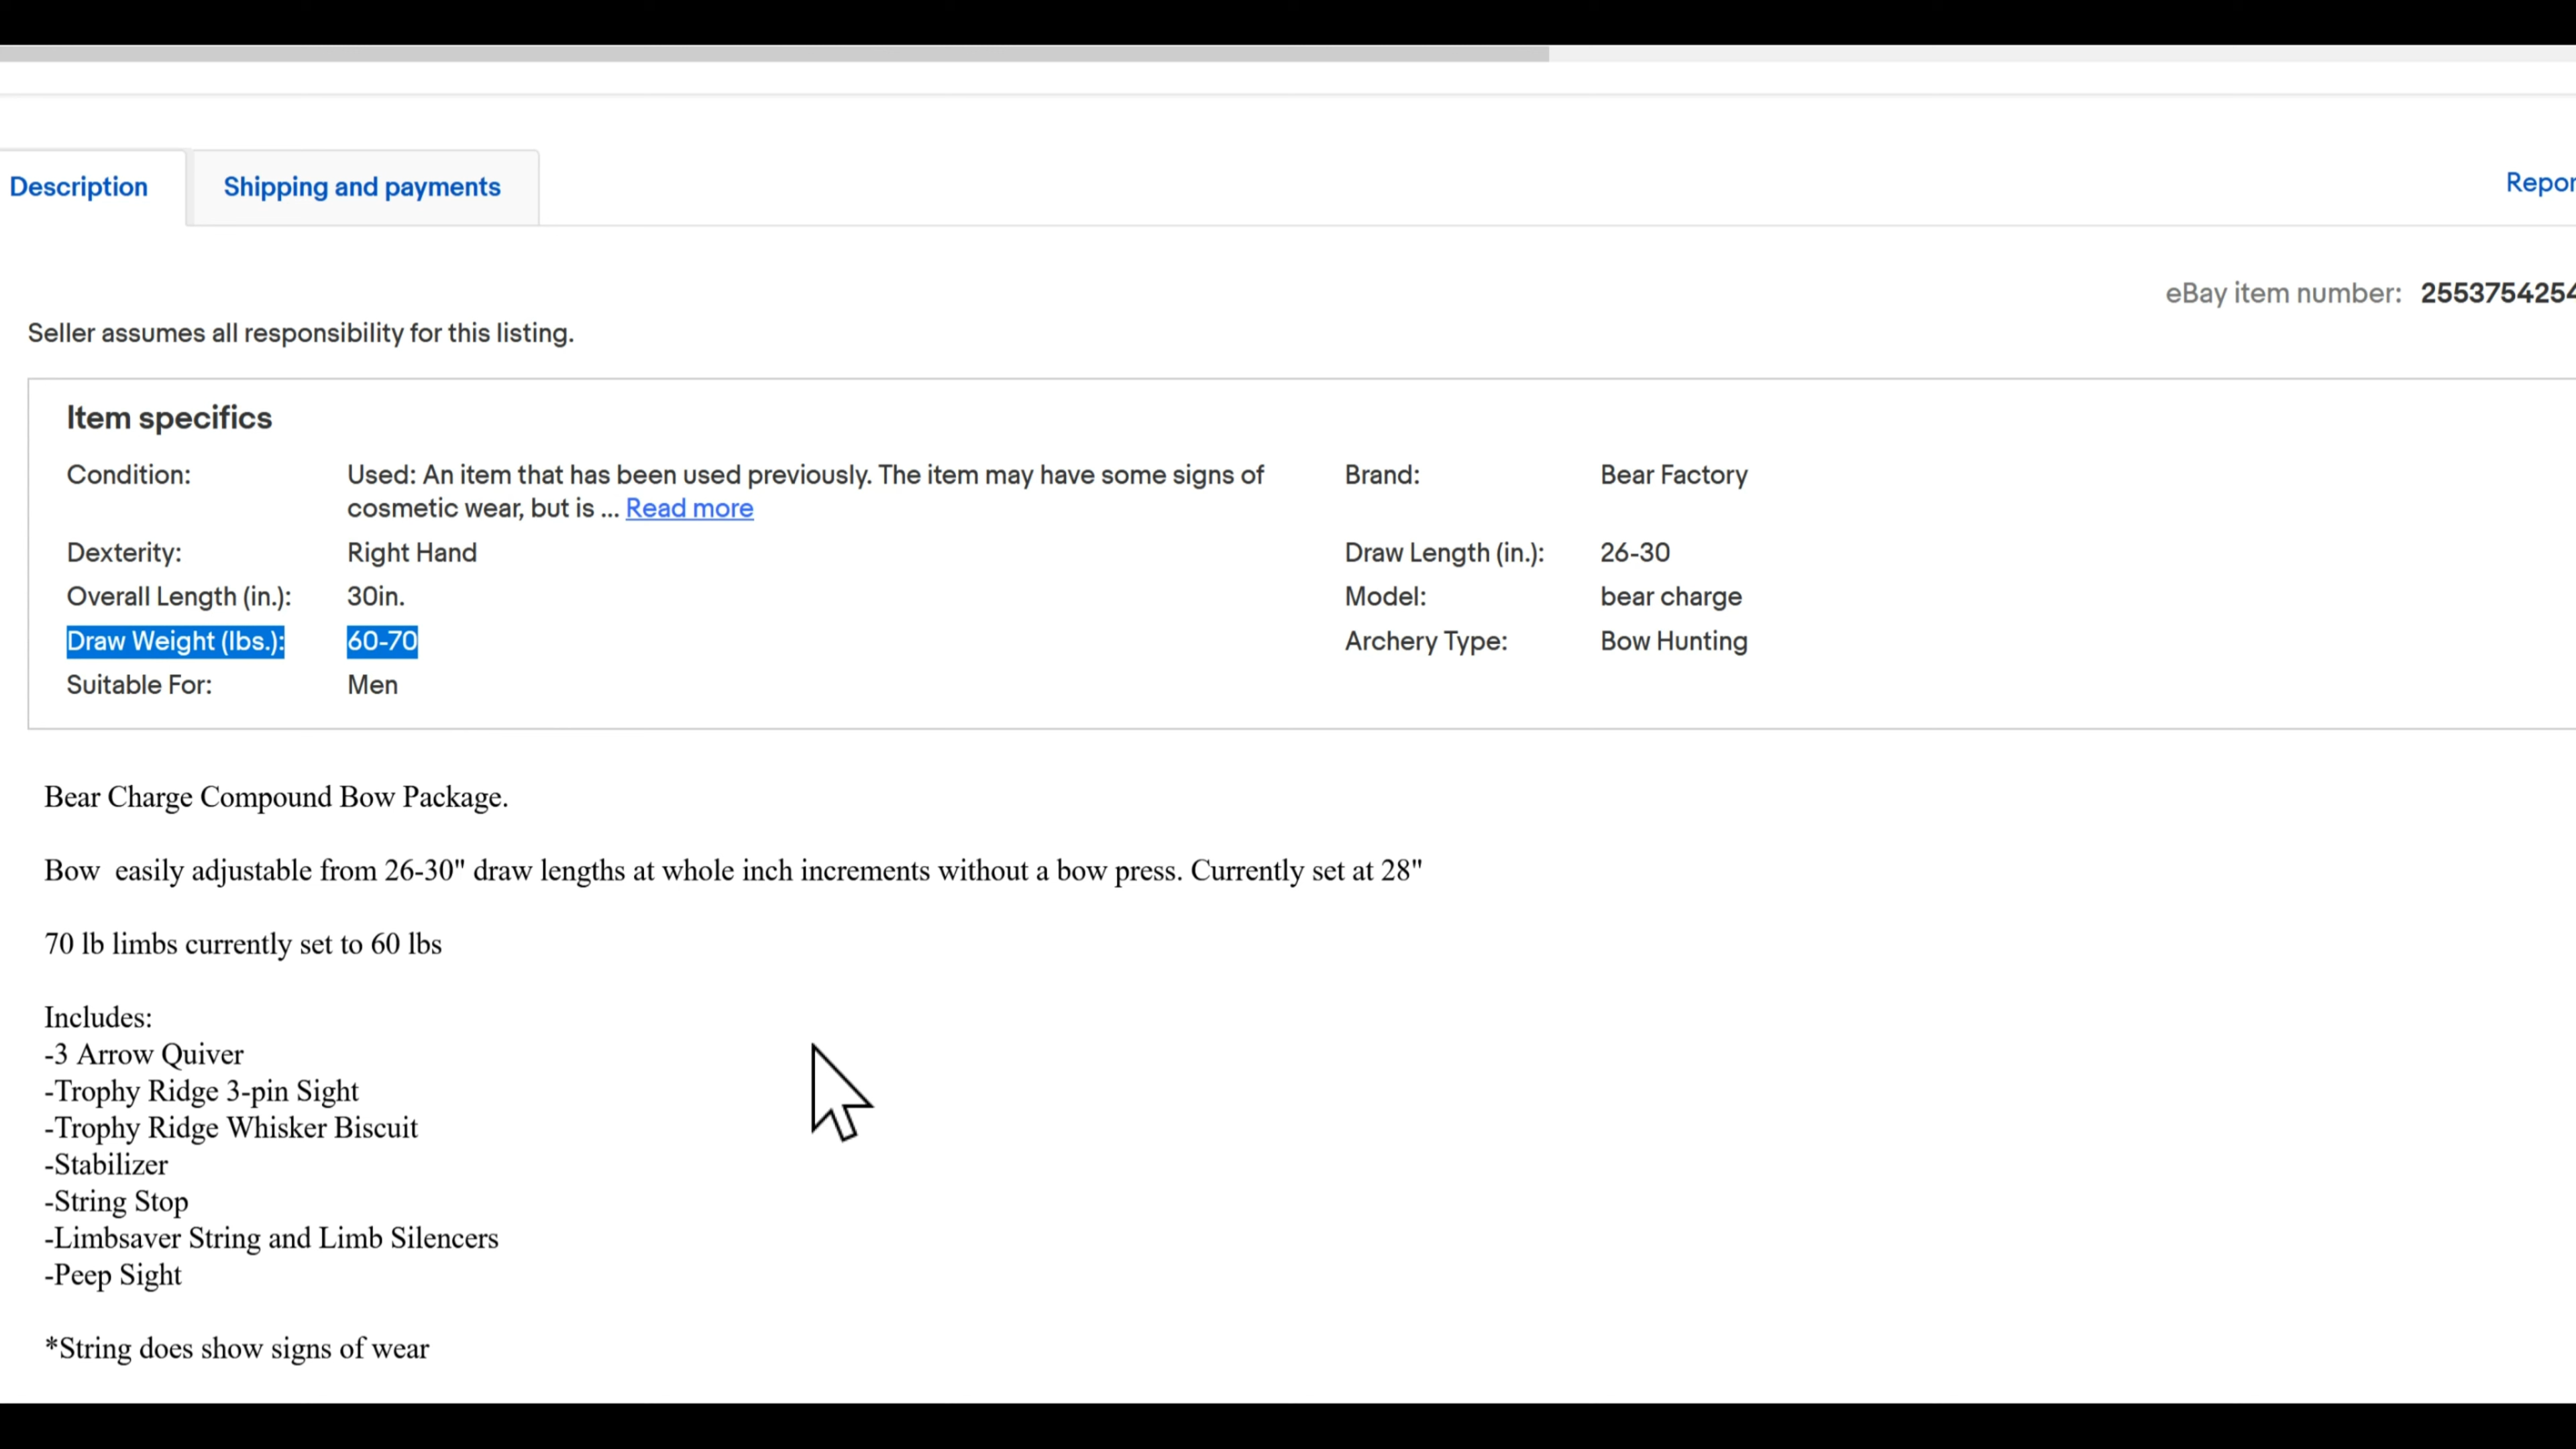 Description
Shipping and payments
Repor
eBay item number: 2553754254
Seller assumes all responsibility for this listing.
Item specifics
Condition: Used: An item that has been used previously. The item may have some signs of
cosmetic wear, but is ... Read more
Brand: Bear Factory
Dexterity: Right Hand
Draw Length (in.): 26-30
Overall Length (in.): 30in.
Model: bear charge
Draw Weight (lbs.): 60-70
Archery Type: Bow Hunting
Suitable For: Men
Bear Charge Compound Bow Package.
Bow  easily adjustable from 26-30" draw lengths at whole inch increments without a bow press. Currently set at 28"
70 lb limbs currently set to 60 lbs
Includes:
-3 Arrow Quiver
-Trophy Ridge 3-pin Sight
-Trophy Ridge Whisker Biscuit
-Stabilizer
-String Stop
-Limbsaver String and Limb Silencers
-Peep Sight
*String does show signs of wear